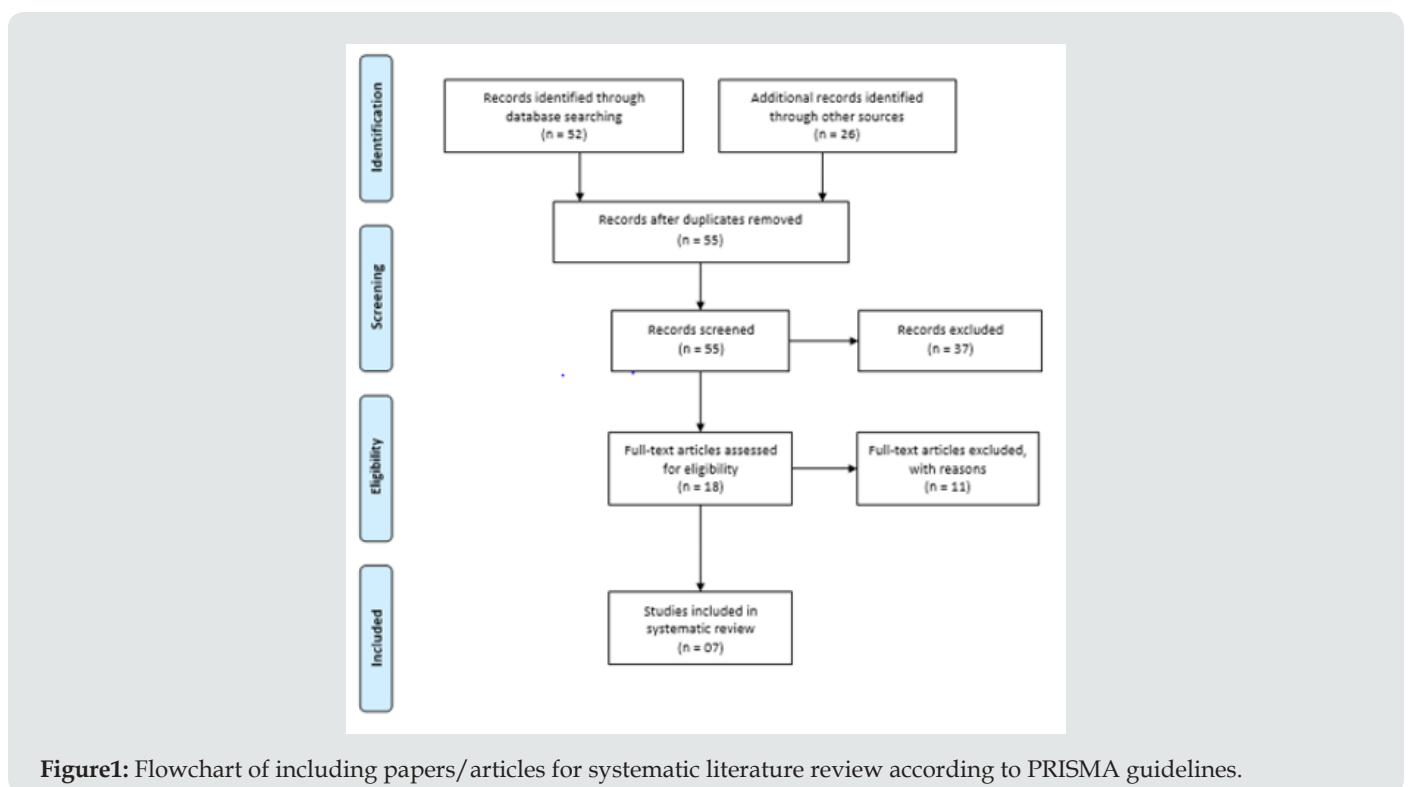 Identification
Records identified through
database searching
(n = 52)
Additional records identified
through other sources
(n = 26)
Records after duplicates removed
(n = 55)
Screening
Records screened
(n = 55)
Records excluded
(n = 37)
Eligibility
Full-text articles assessed
for eligibility
(n = 18)
Full-text articles excluded,
with reasons
(n = 11)
Included
Studies included in
systematic review
(n = 07)
Figure1: Flowchart of including papers/articles for systematic literature review according to PRISMA guidelines.